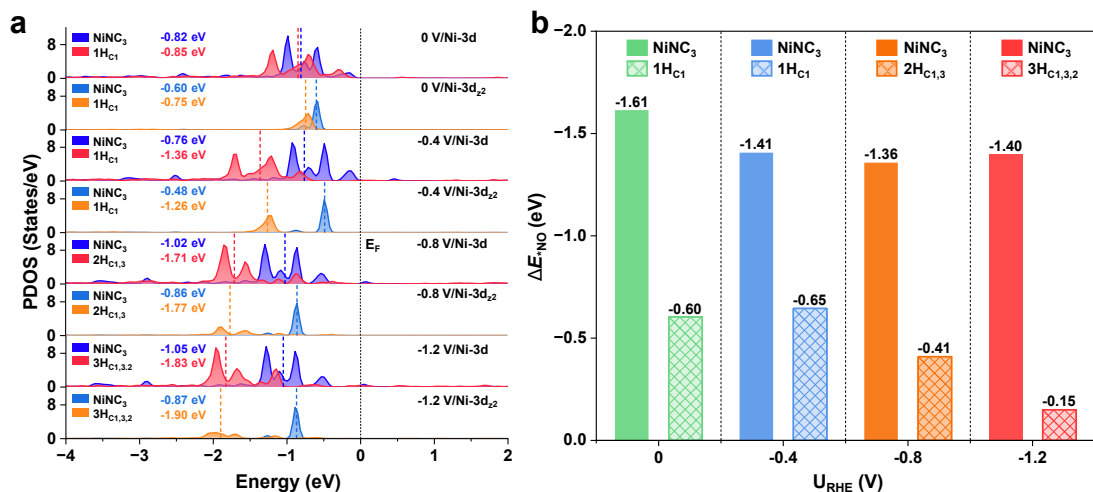 a
PDOS (States/eV)
8
0
NiNC3 -0.82 eV
1HC1 -0.85 eV
0 V/Ni-3d
8
0
NiNC3 -0.60 eV
1HC1 -0.75 eV
0 V/Ni-3dz2
8
0
NiNC3 -0.76 eV
1HC1 -1.36 eV
-0.4 V/Ni-3d
8
0
NiNC3 -0.48 eV
1HC1 -1.26 eV
-0.4 V/Ni-3dz2
8
0
NiNC3 -1.02 eV
2HC1,3 -1.71 eV
EF
-0.8 V/Ni-3d
8
0
NiNC3 -0.86 eV
2HC1,3 -1.77 eV
-0.8 V/Ni-3dz2
8
0
NiNC3 -1.05 eV
3HC1,3.2 -1.83 eV
-1.2 V/Ni-3d
8
0
NiNC3 -0.87 eV
3HC1,3,2 -1.90 eV
-1.2 V/Ni-3dz2
−4 −3 −2 −1 0 1 2
Energy (eV)
b
ΔE*NO (eV)
−2.0
−1.5
−1.0
−0.5
0.0
NiNC3 NiNC3 NiNC3 NiNC3
1HC1 1HC1 2HC1,3 3HC1,3,2
-1.61 -0.60 -1.41 -0.65 -1.36 -0.41 -1.40 -0.15
0 -0.4 -0.8 -1.2
URHE (V)